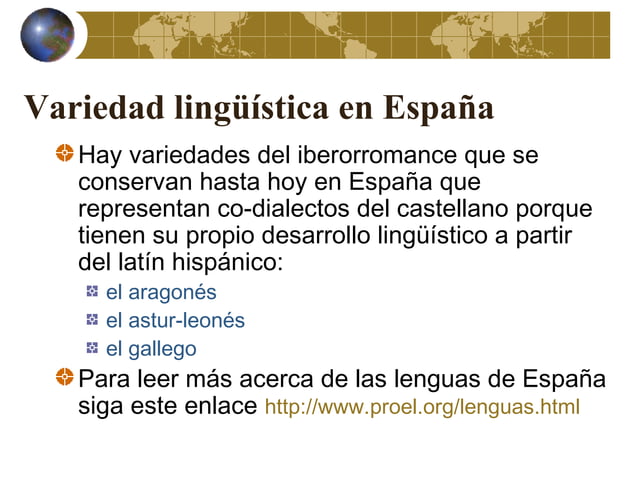 Variedad lingüística en España
Hay variedades del iberorromance que se
conservan hasta hoy en España que
representan co-dialectos del castellano porque
tienen su propio desarrollo lingüístico a partir
del latín hispánico:
el aragonés
el astur-leonés
el gallego
Para leer más acerca de las lenguas de España
siga este enlace http://www.proel.org/lenguas.html